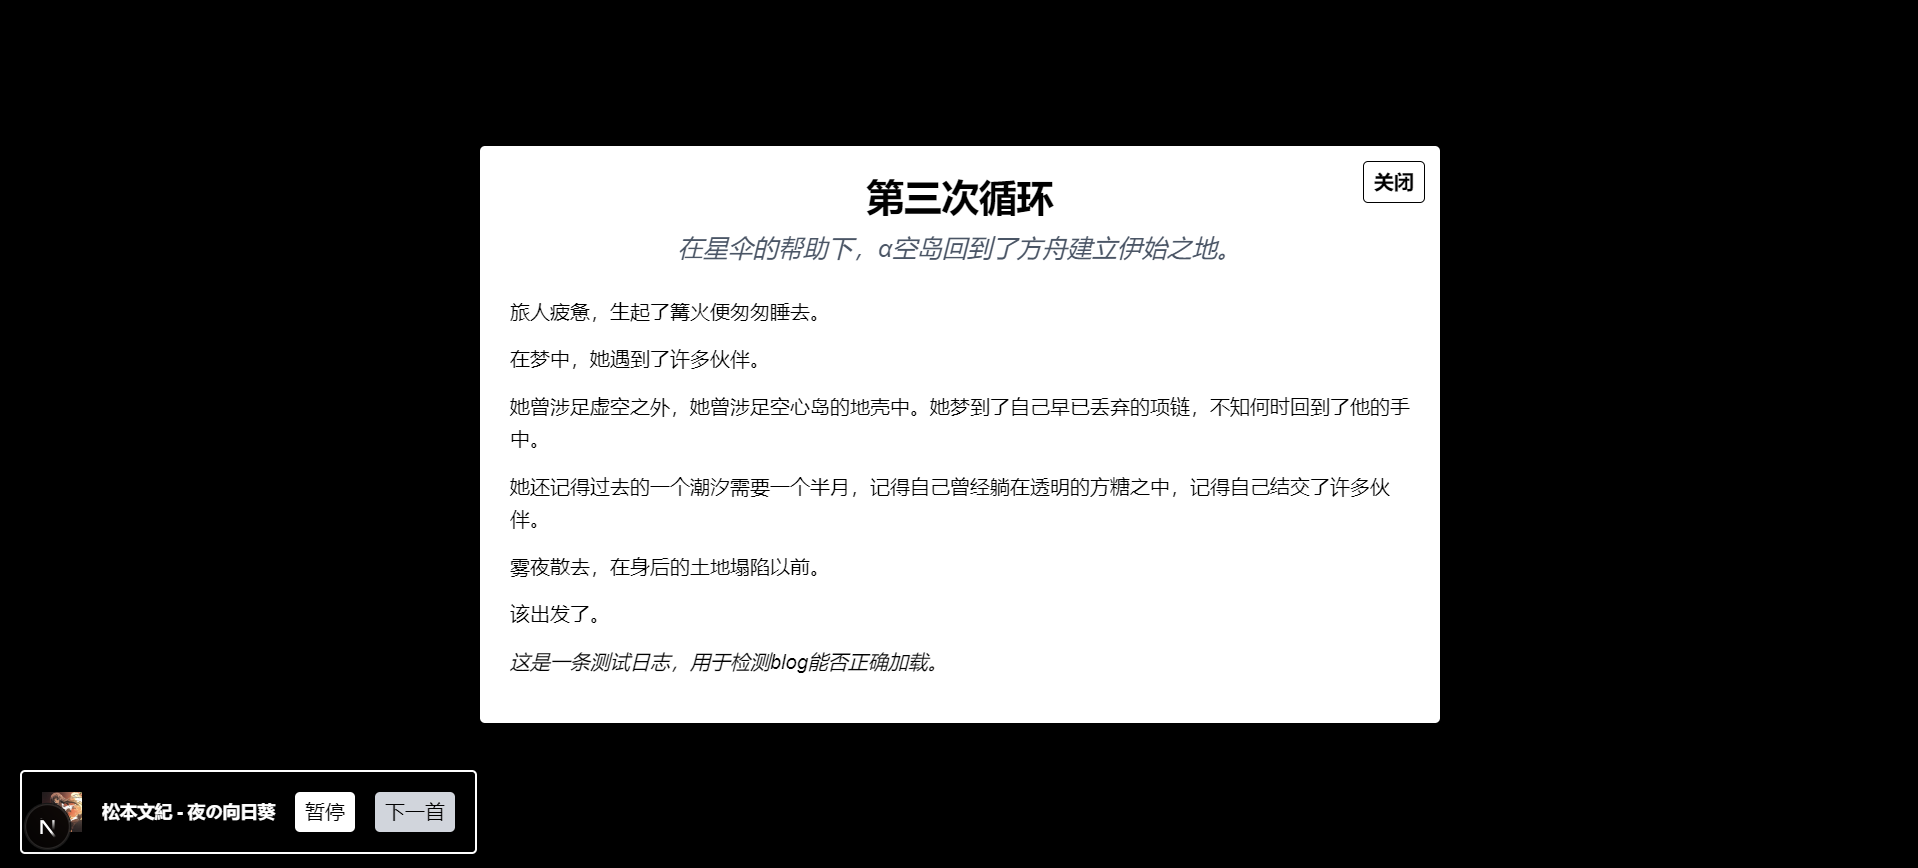 第三次循环
关闭
在星伞的帮助下，α空岛回到了方舟建立伊始之地。
旅人疲惫，生起了篝火便匆匆睡去。
在梦中，她遇到了许多伙伴。
她曾涉足虚空之外，她曾涉足空心岛的地壳中。她梦到了自己早已丢弃的项链，不知何时回到了他的手
中。
她还记得过去的一个潮汐需要一个半月，记得自己曾经躺在透明的方糖之中，记得自己结交了许多伙
伴。
雾夜散去，在身后的土地塌陷以前。
该出发了。
这是一条测试日志，用于检测blog能否正确加载。
松本文紀 - 夜の向日葵
暂停
下一首
N